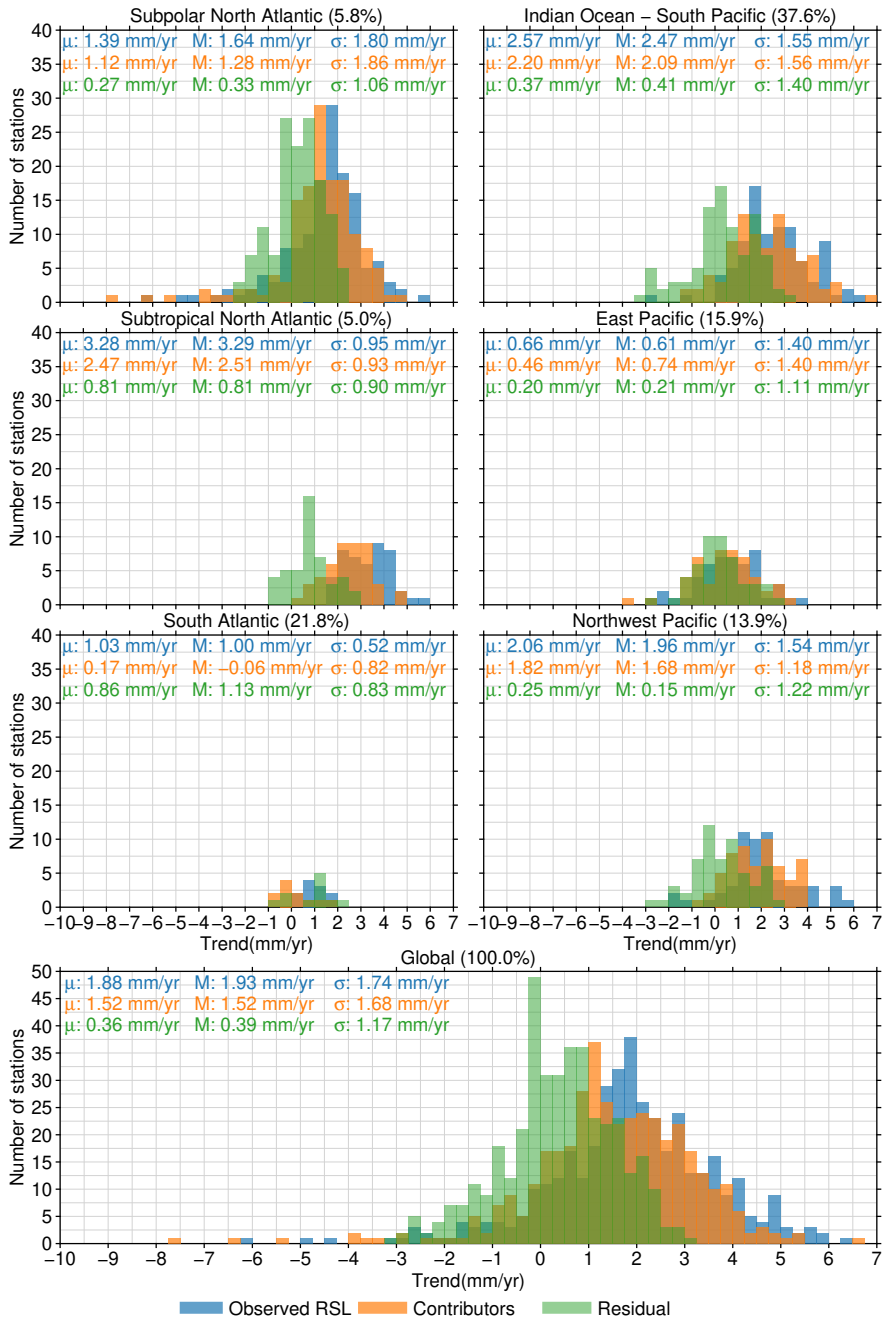 Subpolar North Atlantic (5.8%)
μ: 1.39 mm/yr M: 1.64 mm/yr σ: 1.80 mm/yr
μ: 1.12 mm/yr M: 1.28 mm/yr σ: 1.86 mm/yr
μ: 0.27 mm/yr M: 0.33 mm/yr σ: 1.06 mm/yr
40
35
30
25
20
15
10
5
0
Number of stations
Indian Ocean − South Pacific (37.6%)
μ: 2.57 mm/yr M: 2.47 mm/yr σ: 1.55 mm/yr
μ: 2.20 mm/yr M: 2.09 mm/yr σ: 1.56 mm/yr
μ: 0.37 mm/yr M: 0.41 mm/yr σ: 1.40 mm/yr
Subtropical North Atlantic (5.0%)
μ: 3.28 mm/yr M: 3.29 mm/yr σ: 0.95 mm/yr
μ: 2.47 mm/yr M: 2.51 mm/yr σ: 0.93 mm/yr
μ: 0.81 mm/yr M: 0.81 mm/yr σ: 0.90 mm/yr
40
35
30
25
20
15
10
5
0
Number of stations
East Pacific (15.9%)
μ: 0.66 mm/yr M: 0.61 mm/yr σ: 1.40 mm/yr
μ: 0.46 mm/yr M: 0.74 mm/yr σ: 1.40 mm/yr
μ: 0.20 mm/yr M: 0.21 mm/yr σ: 1.11 mm/yr
South Atlantic (21.8%)
μ: 1.03 mm/yr M: 1.00 mm/yr σ: 0.52 mm/yr
μ: 0.17 mm/yr M: −0.06 mm/yr σ: 0.82 mm/yr
μ: 0.86 mm/yr M: 1.13 mm/yr σ: 0.83 mm/yr
40
35
30
25
20
15
10
5
0
Number of stations
−10 −9 −8 −7 −6 −5 −4 −3 −2 −1 0 1 2 3 4 5 6 7
Trend(mm/yr)
Northwest Pacific (13.9%)
μ: 2.06 mm/yr M: 1.96 mm/yr σ: 1.54 mm/yr
μ: 1.82 mm/yr M: 1.68 mm/yr σ: 1.18 mm/yr
μ: 0.25 mm/yr M: 0.15 mm/yr σ: 1.22 mm/yr
−10 −9 −8 −7 −6 −5 −4 −3 −2 −1 0 1 2 3 4 5 6 7
Trend(mm/yr)
Global (100.0%)
μ: 1.88 mm/yr M: 1.93 mm/yr σ: 1.74 mm/yr
μ: 1.52 mm/yr M: 1.52 mm/yr σ: 1.68 mm/yr
μ: 0.36 mm/yr M: 0.39 mm/yr σ: 1.17 mm/yr
50
45
40
35
30
25
20
15
10
5
0
Number of stations
−10 −9 −8 −7 −6 −5 −4 −3 −2 −1 0 1 2 3 4 5 6 7
Trend(mm/yr)
Observed RSL Contributors Residual